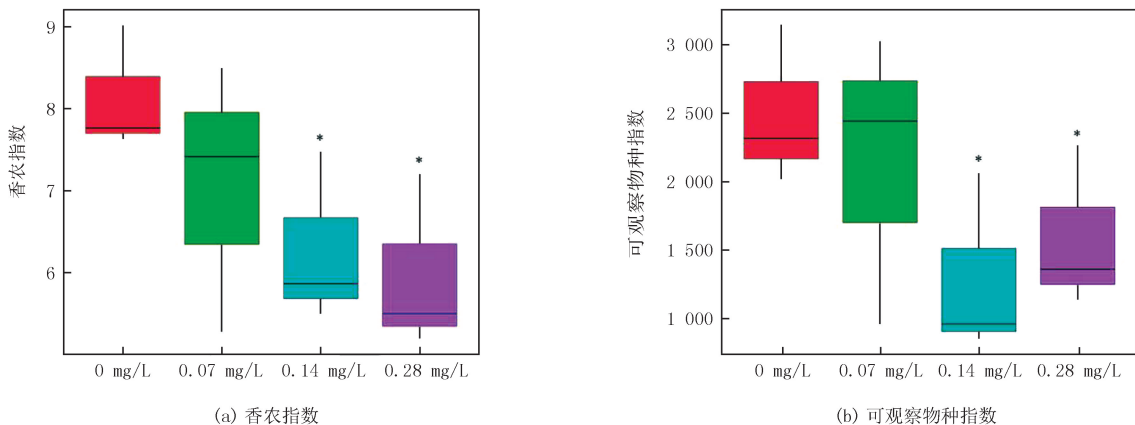 9
8
7
6
香农指数
*
*
0 mg/L
0.07 mg/L
0.14 mg/L
0.28 mg/L
(a) 香农指数
3 000
2 500
2 000
1 500
1 000
可观察物种指数
*
*
0 mg/L
0.07 mg/L
0.14 mg/L
0.28 mg/L
(b) 可观察物种指数